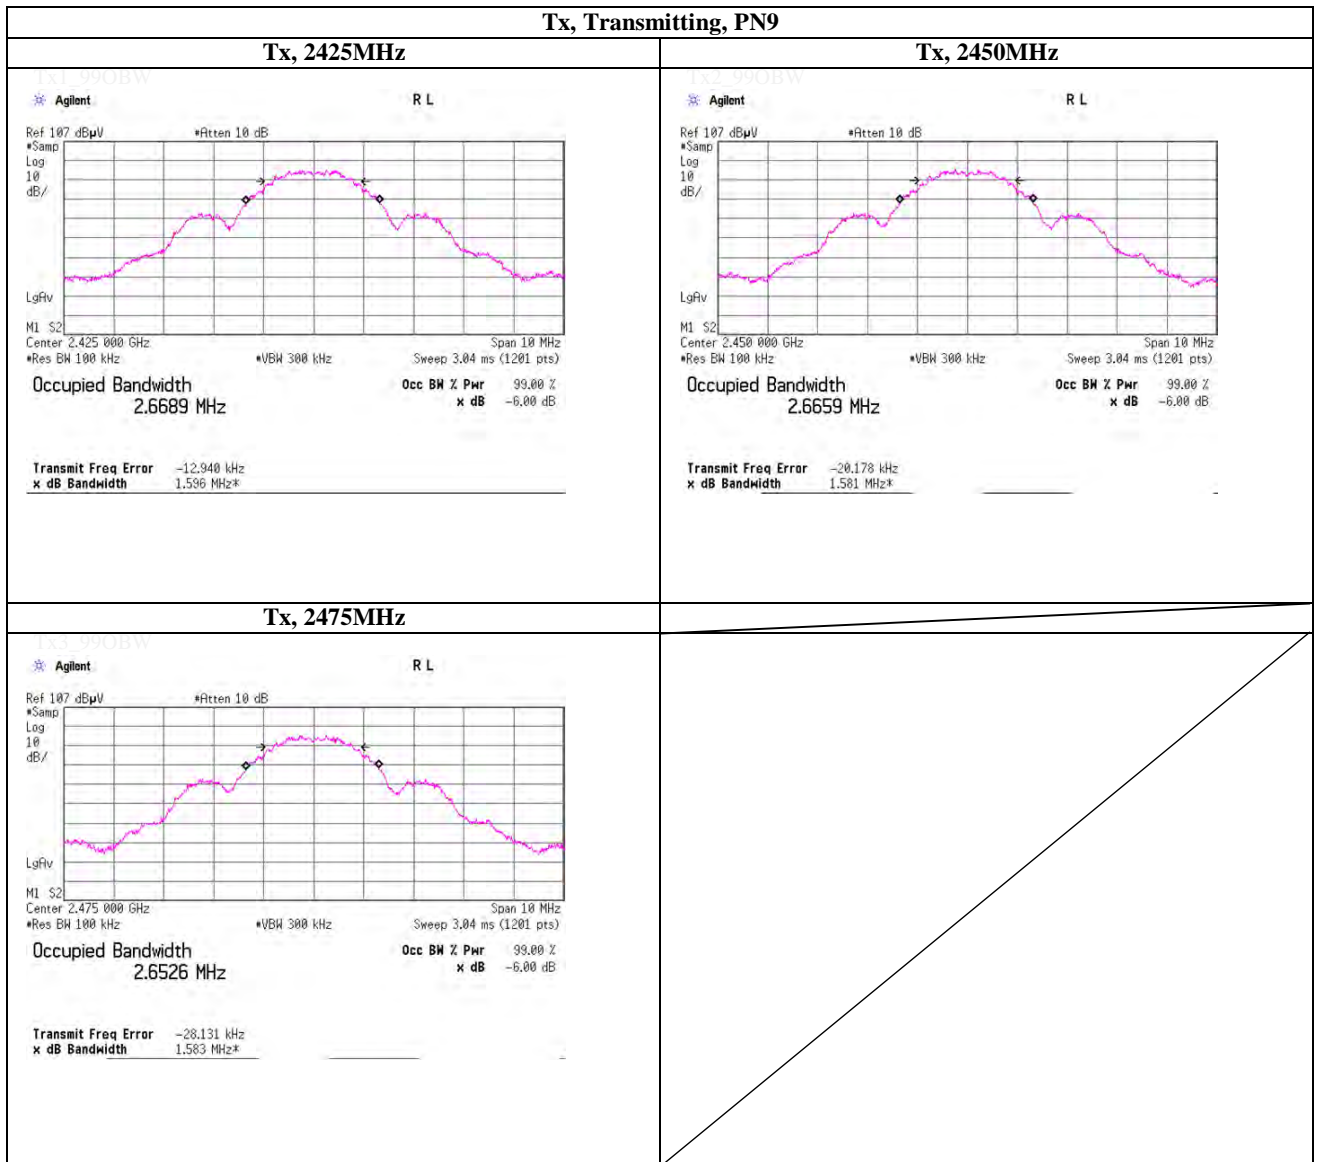 Tx, Transmitting, PN9
Tx, 2425MHz
Tx, 2450MHz
Tx1_99OBW
Agilent R L
Ref 107 dBµV #Atten 10 dB
#Samp
Log
10
dB/
LgAv
M1 S2
Center 2.425 000 GHz Span 10 MHz
#Res BW 100 kHz #VBW 300 kHz Sweep 3.04 ms (1201 pts)
Occupied Bandwidth Occ BW % Pwr 99.00 %
2.6689 MHz x dB -6.00 dB
Transmit Freq Error -12.940 kHz
x dB Bandwidth 1.596 MHz*
Tx2_99OBW
Agilent R L
Ref 107 dBµV #Atten 10 dB
#Samp
Log
10
dB/
LgAv
M1 S2
Center 2.450 000 GHz Span 10 MHz
#Res BW 100 kHz #VBW 300 kHz Sweep 3.04 ms (1201 pts)
Occupied Bandwidth Occ BW % Pwr 99.00 %
2.6659 MHz x dB -6.00 dB
Transmit Freq Error -20.178 kHz
x dB Bandwidth 1.581 MHz*
Tx, 2475MHz
Tx3_99OBW
Agilent R L
Ref 107 dBµV #Atten 10 dB
#Samp
Log
10
dB/
LgAv
M1 S2
Center 2.475 000 GHz Span 10 MHz
#Res BW 100 kHz #VBW 300 kHz Sweep 3.04 ms (1201 pts)
Occupied Bandwidth Occ BW % Pwr 99.00 %
2.6526 MHz x dB -6.00 dB
Transmit Freq Error -28.131 kHz
x dB Bandwidth 1.583 MHz*